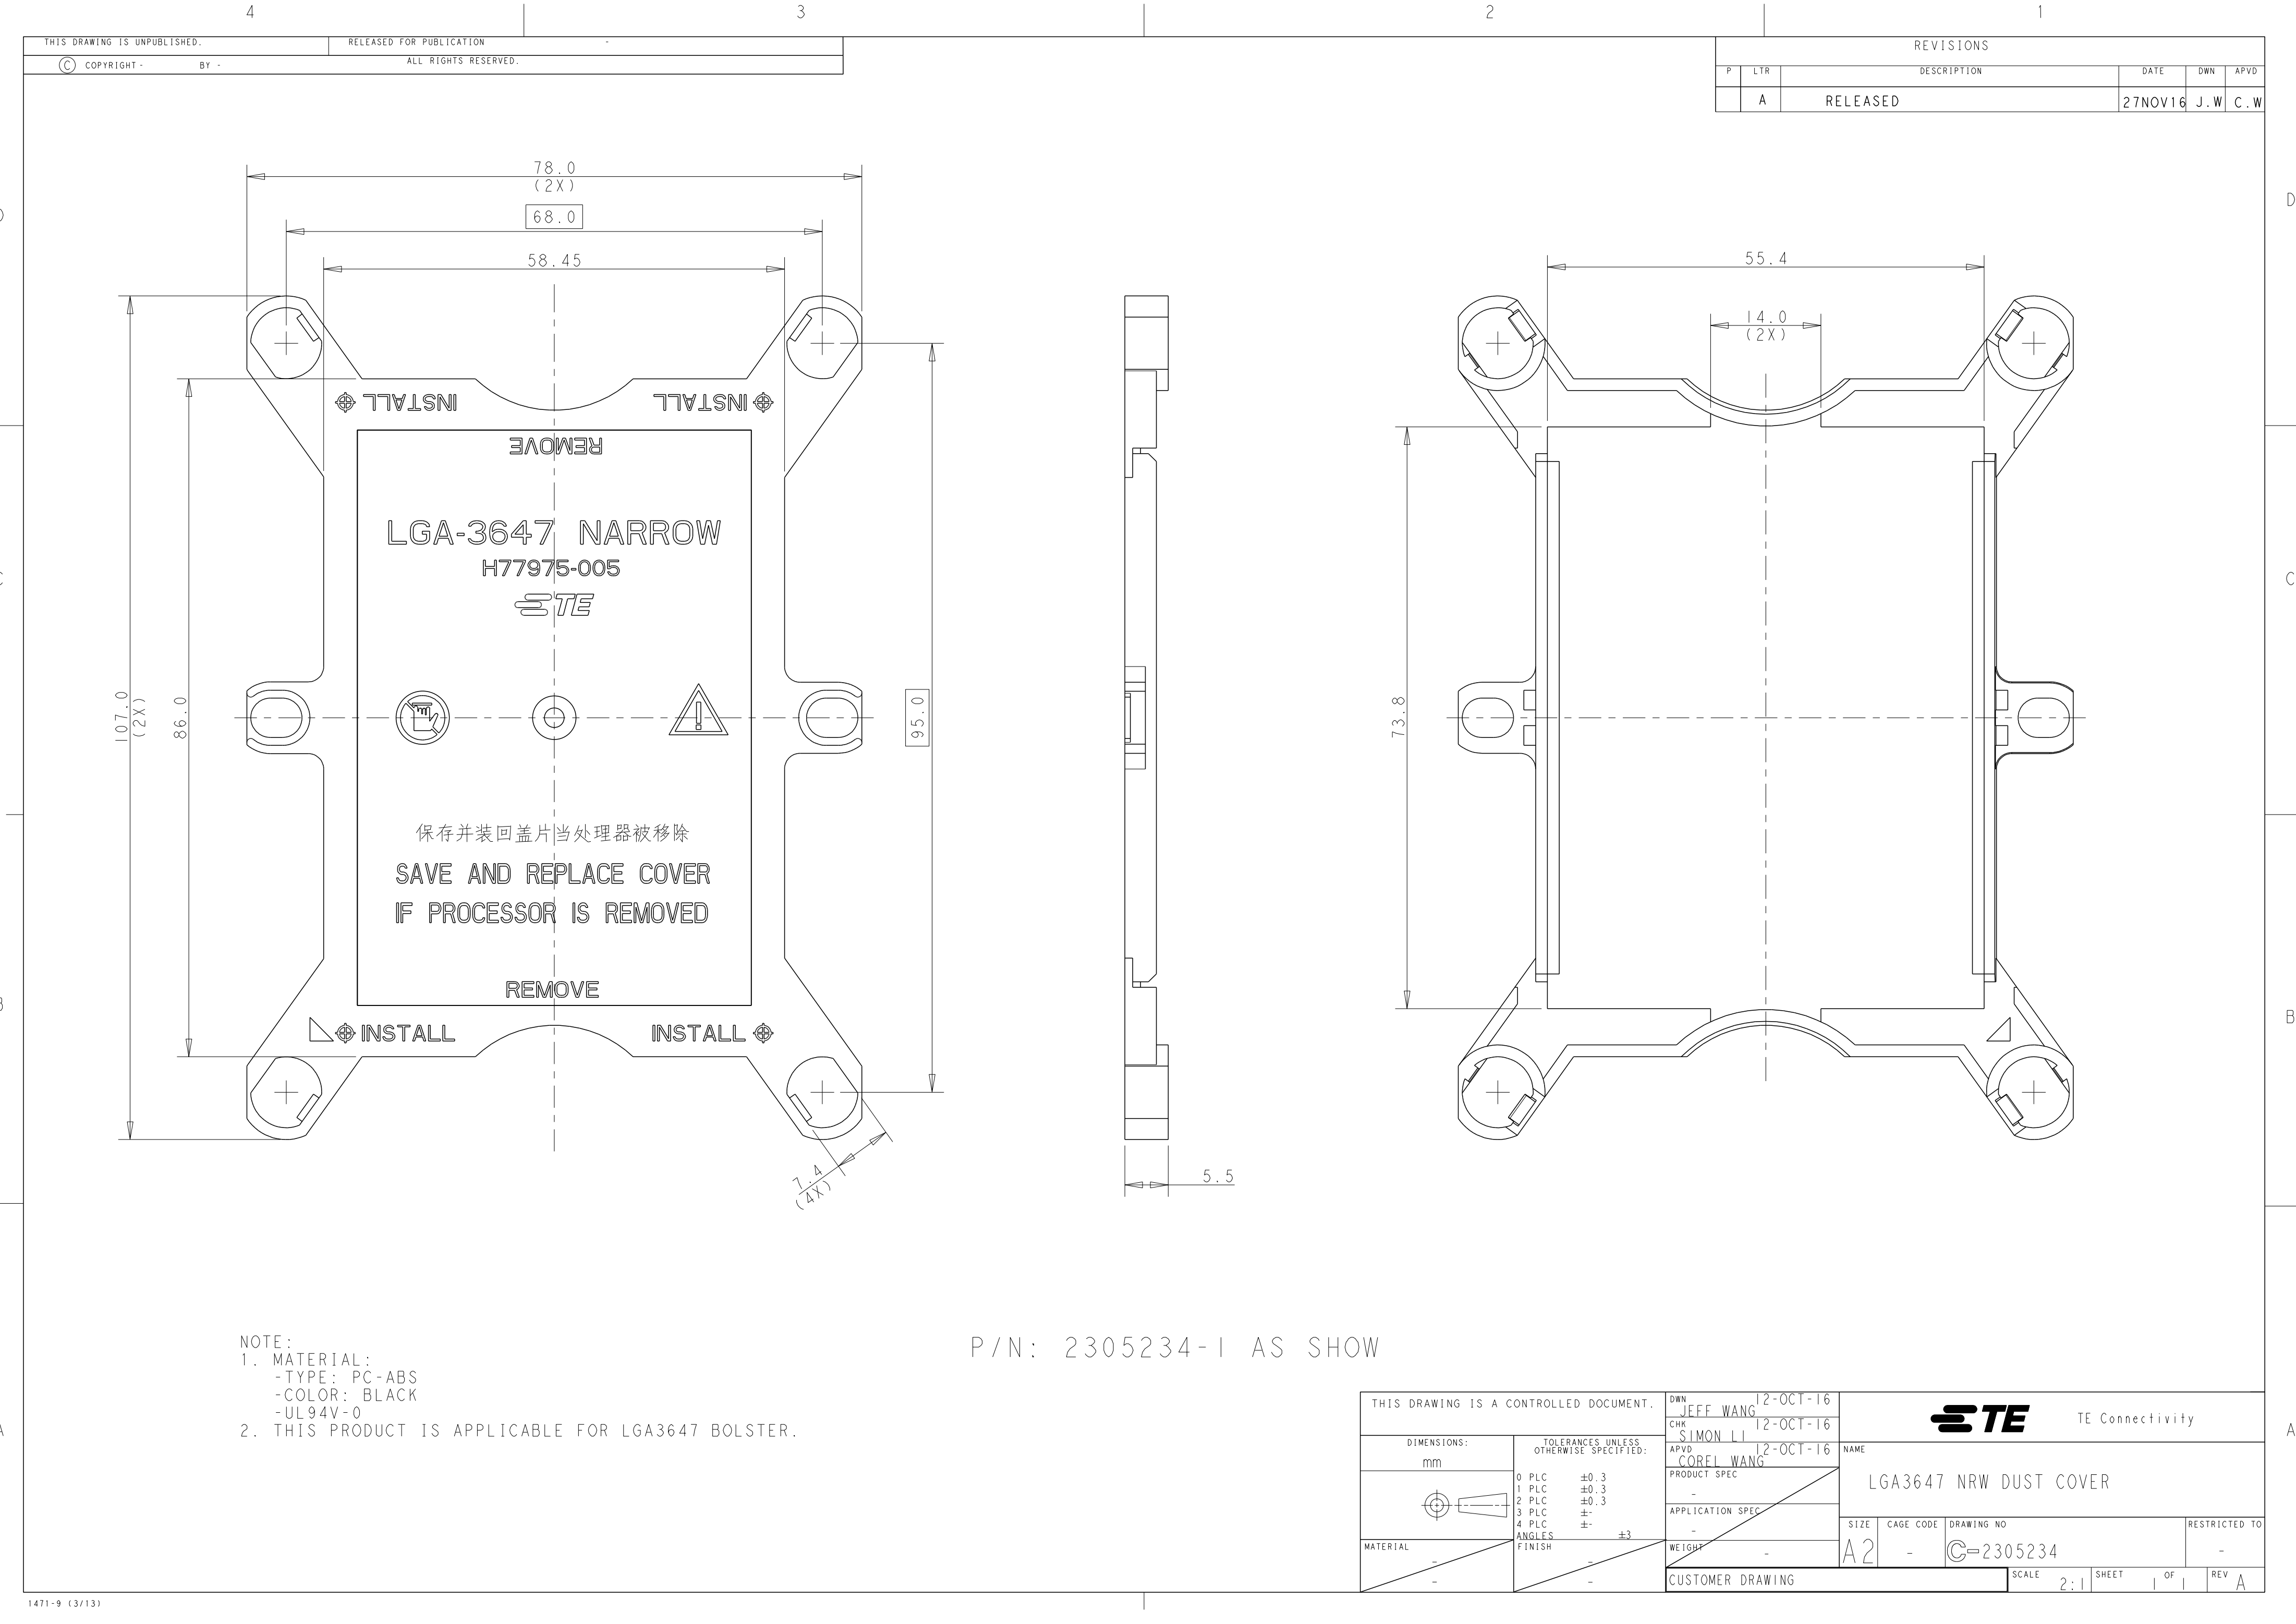 4
3
2
1
THIS DRAWING IS UNPUBLISHED.
RELEASED FOR PUBLICATION -
© COPYRIGHT - BY -
ALL RIGHTS RESERVED.
REVISIONS
P LTR DESCRIPTION DATE DWN APVD
A RELEASED 27NOV16 J.W C.W
D
D
C
C
B
B
A
A
78.0
(2X)
68.0
58.45
107.0
(2X)
86.0
95.0
7.4
(4X)
INSTALL INSTALL
REMOVE
LGA-3647 NARROW
H77975-005
TE
保存并装回盖片当处理器被移除
SAVE AND REPLACE COVER
IF PROCESSOR IS REMOVED
REMOVE
INSTALL INSTALL
5.5
55.4
14.0
(2X)
73.8
NOTE:
1. MATERIAL:
-TYPE: PC-ABS
-COLOR: BLACK
-UL94V-0
2. THIS PRODUCT IS APPLICABLE FOR LGA3647 BOLSTER.
P/N: 2305234-1 AS SHOW
THIS DRAWING IS A CONTROLLED DOCUMENT.
DIMENSIONS:
mm
TOLERANCES UNLESS
OTHERWISE SPECIFIED:
0 PLC ±0.3
1 PLC ±0.3
2 PLC ±0.3
3 PLC ±-
4 PLC ±-
ANGLES ±3
MATERIAL
-
-
FINISH
-
-
DWN 12-OCT-16
JEFF WANG
CHK 12-OCT-16
SIMON LI
APVD 12-OCT-16
COREL WANG
PRODUCT SPEC
-
APPLICATION SPEC
-
WEIGHT -
CUSTOMER DRAWING
TE TE Connectivity
NAME
LGA3647 NRW DUST COVER
SIZE CAGE CODE DRAWING NO RESTRICTED TO
A2 - C-2305234 -
SCALE 2:1 SHEET 1 OF 1 REV A
1471-9 (3/13)